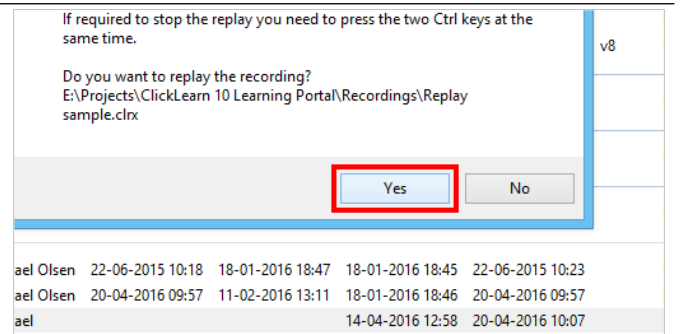 If required to stop the replay you need to press the two Ctrl keys at the
same time.
v8
Do you want to replay the recording?
E:\Projects\ClickLearn 10 Learning Portal\Recordings\Replay
sample.clrx
Yes No
ael Olsen 22-06-2015 10:18 18-01-2016 18:47 18-01-2016 18:45 22-06-2015 10:23
ael Olsen 20-04-2016 09:57 11-02-2016 13:11 18-01-2016 18:46 20-04-2016 09:57
ael 14-04-2016 12:58 20-04-2016 10:07